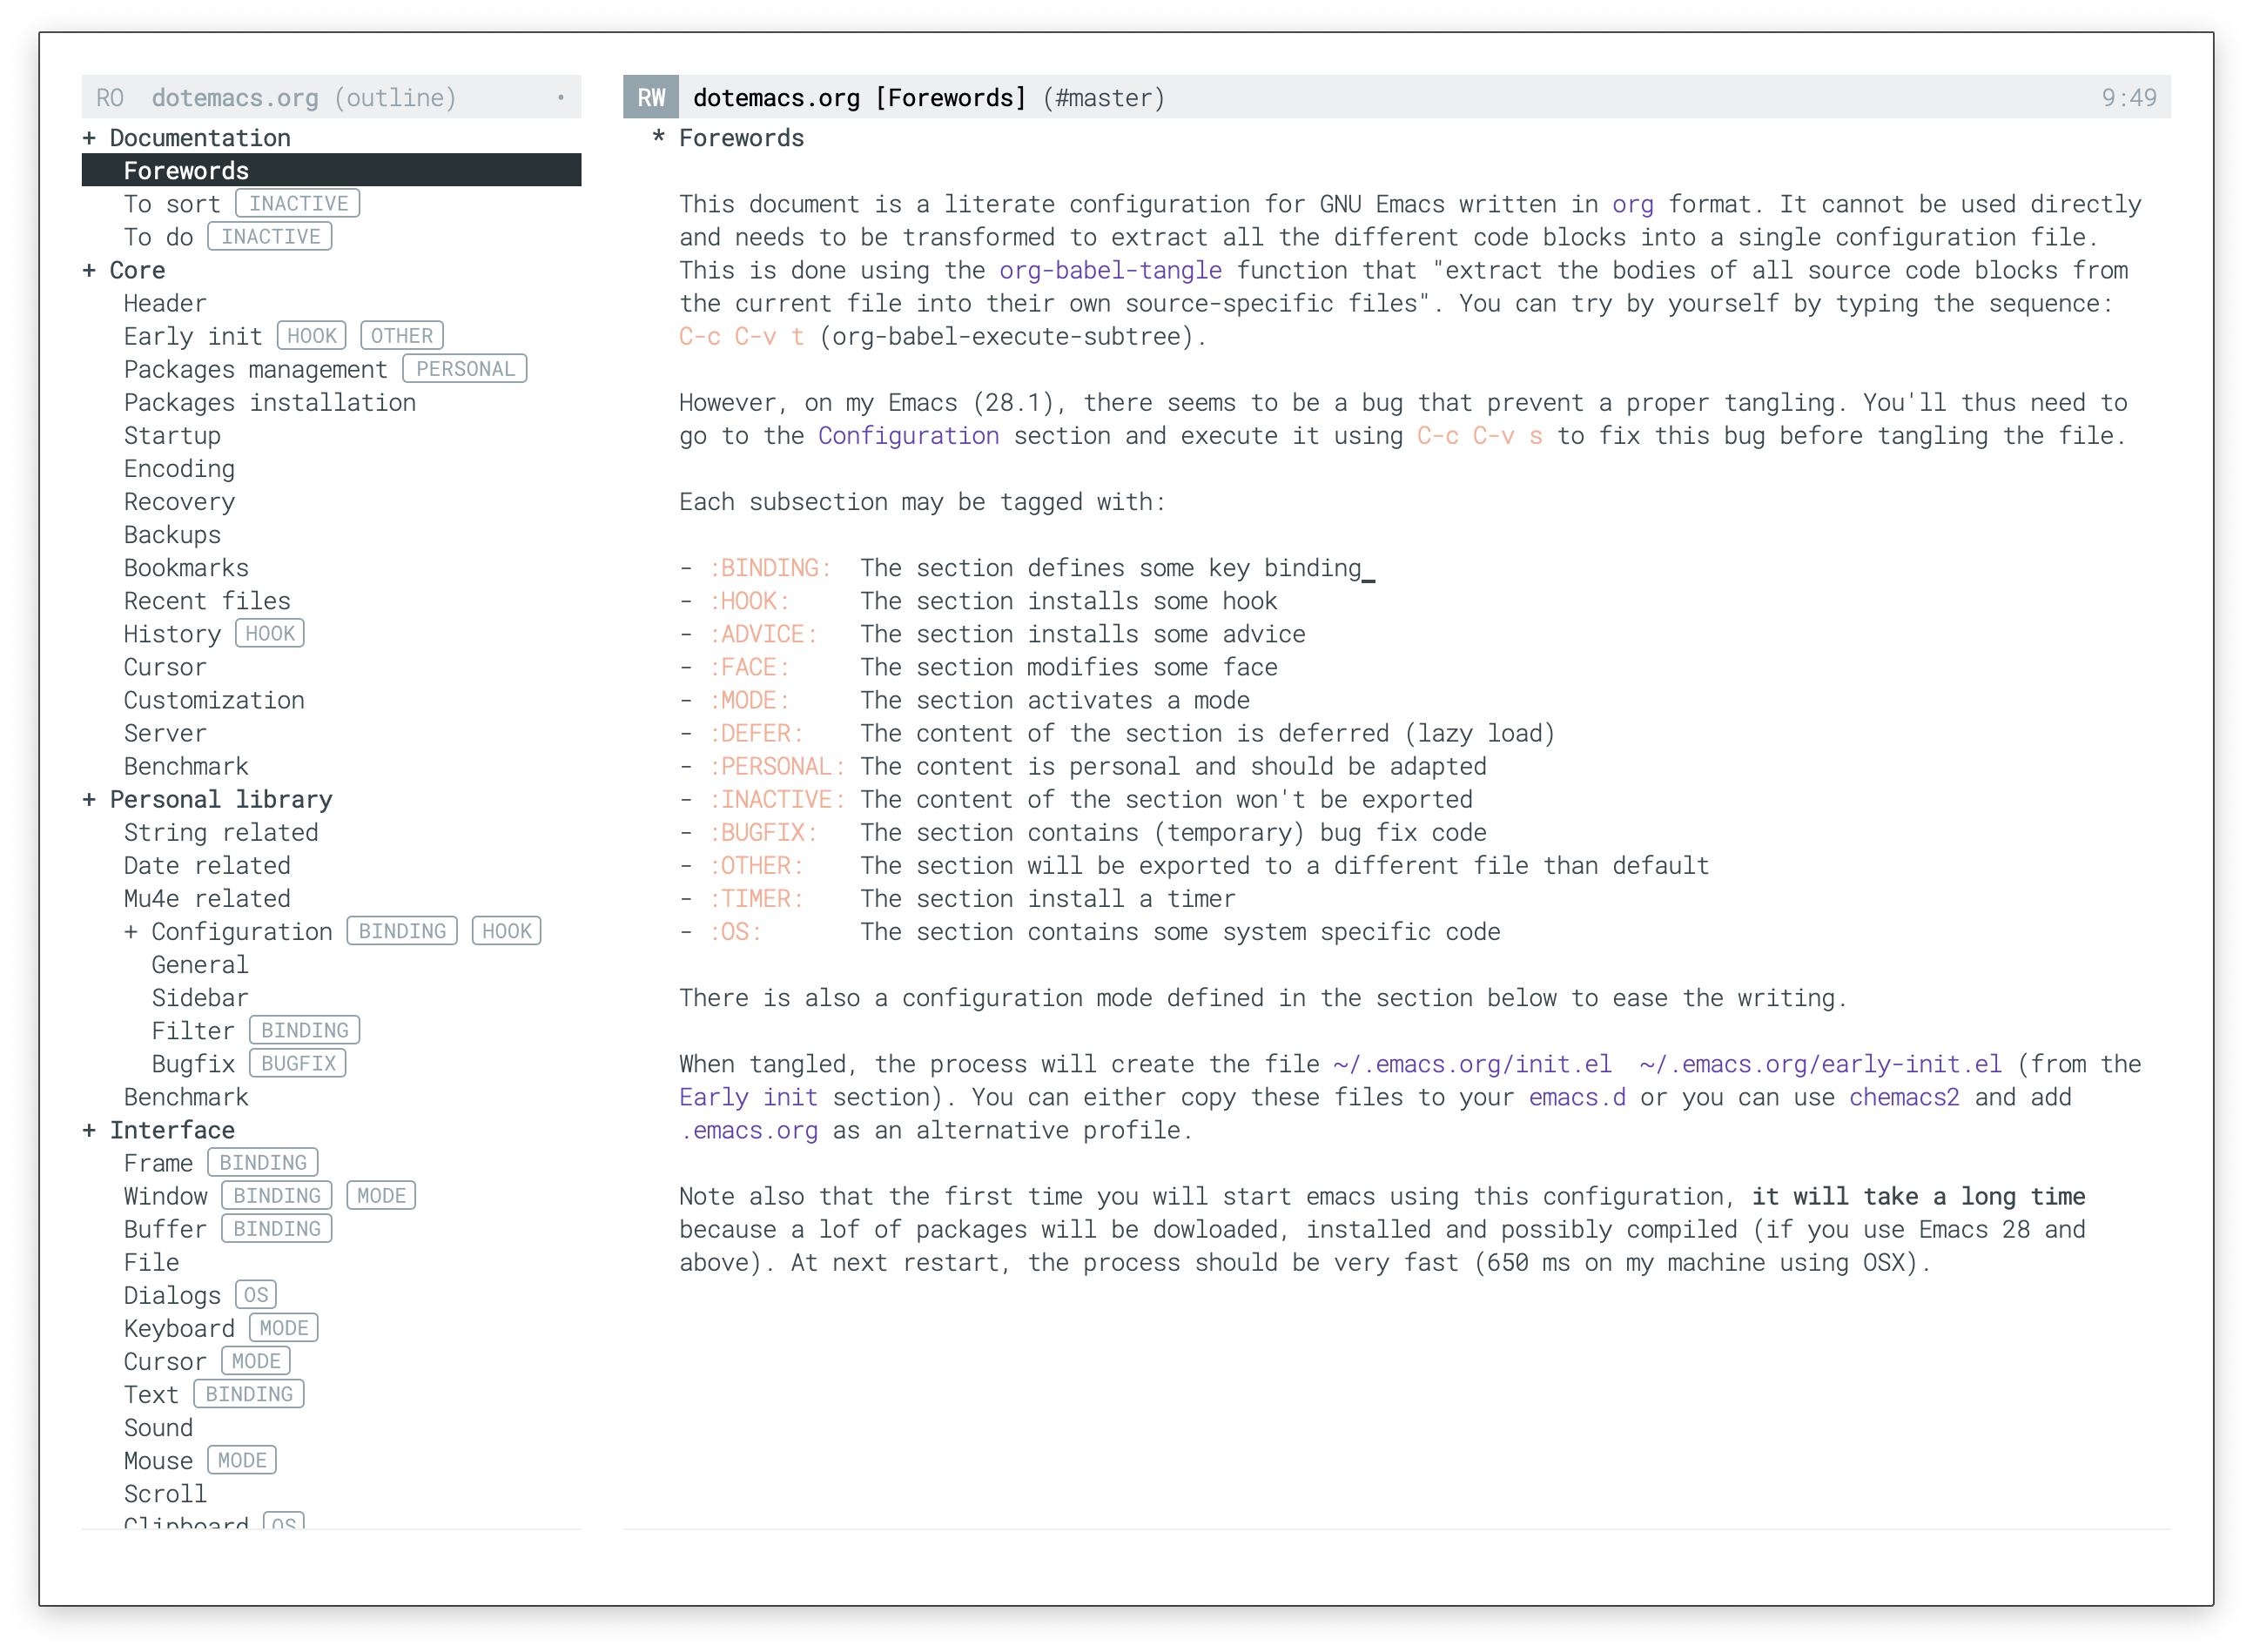 RO dotemacs.org (outline) •
+ Documentation
Forewords
To sort INACTIVE
To do INACTIVE
+ Core
Header
Early init HOOK OTHER
Packages management PERSONAL
Packages installation
Startup
Encoding
Recovery
Backups
Bookmarks
Recent files
History HOOK
Cursor
Customization
Server
Benchmark
+ Personal library
String related
Date related
Mu4e related
+ Configuration BINDING HOOK
General
Sidebar
Filter BINDING
Bugfix BUGFIX
Benchmark
+ Interface
Frame BINDING
Window BINDING MODE
Buffer BINDING
File
Dialogs OS
Keyboard MODE
Cursor MODE
Text BINDING
Sound
Mouse MODE
Scroll
Clipboard OS
RW dotemacs.org [Forewords] (#master) 9:49
* Forewords
This document is a literate configuration for GNU Emacs written in org format. It cannot be used directly
and needs to be transformed to extract all the different code blocks into a single configuration file.
This is done using the org-babel-tangle function that "extract the bodies of all source code blocks from
the current file into their own source-specific files". You can try by yourself by typing the sequence:
C-c C-v t (org-babel-execute-subtree).
However, on my Emacs (28.1), there seems to be a bug that prevent a proper tangling. You'll thus need to
go to the Configuration section and execute it using C-c C-v s to fix this bug before tangling the file.
Each subsection may be tagged with:
- :BINDING: The section defines some key binding
- :HOOK: The section installs some hook
- :ADVICE: The section installs some advice
- :FACE: The section modifies some face
- :MODE: The section activates a mode
- :DEFER: The content of the section is deferred (lazy load)
- :PERSONAL: The content is personal and should be adapted
- :INACTIVE: The content of the section won't be exported
- :BUGFIX: The section contains (temporary) bug fix code
- :OTHER: The section will be exported to a different file than default
- :TIMER: The section install a timer
- :OS: The section contains some system specific code
There is also a configuration mode defined in the section below to ease the writing.
When tangled, the process will create the file ~/.emacs.org/init.el ~/.emacs.org/early-init.el (from the
Early init section). You can either copy these files to your emacs.d or you can use chemacs2 and add
.emacs.org as an alternative profile.
Note also that the first time you will start emacs using this configuration, it will take a long time
because a lof of packages will be dowloaded, installed and possibly compiled (if you use Emacs 28 and
above). At next restart, the process should be very fast (650 ms on my machine using OSX).